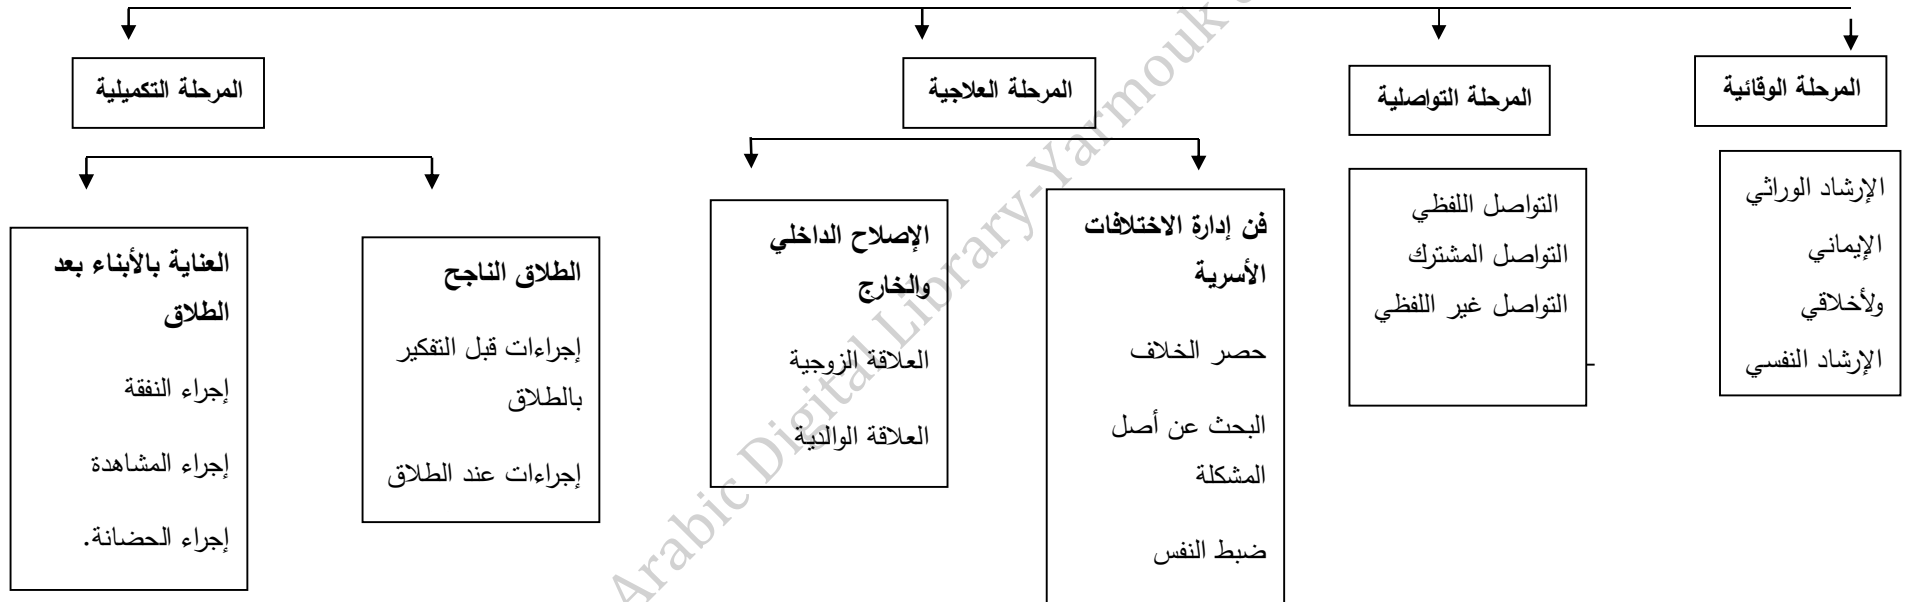 المرحلة الوقائية
المرحلة التواصلية
المرحلة العلاجية
المرحلة التكميلية
الإرشاد الوراثي
الإيماني
ولأخلاقي
الإرشاد النفسي
التواصل اللفظي
التواصل المشترك
التواصل غير اللفظي
فن إدارة الاختلافات
الأسرية
حصر الخلاف
البحث عن أصل
المشكلة
ضبط النفس
الإصلاح الداخلي
والخارج
العلاقة الزوجية
العلاقة الوالدية
الطلاق الناجح
إجراءات قبل التفكير
بالطلاق
إجراءات عند الطلاق
العناية بالأبناء بعد
الطلاق
إجراء النفقة
إجراء المشاهدة
إجراء الحضانة.
Arabic Digital Library-Yarmouk